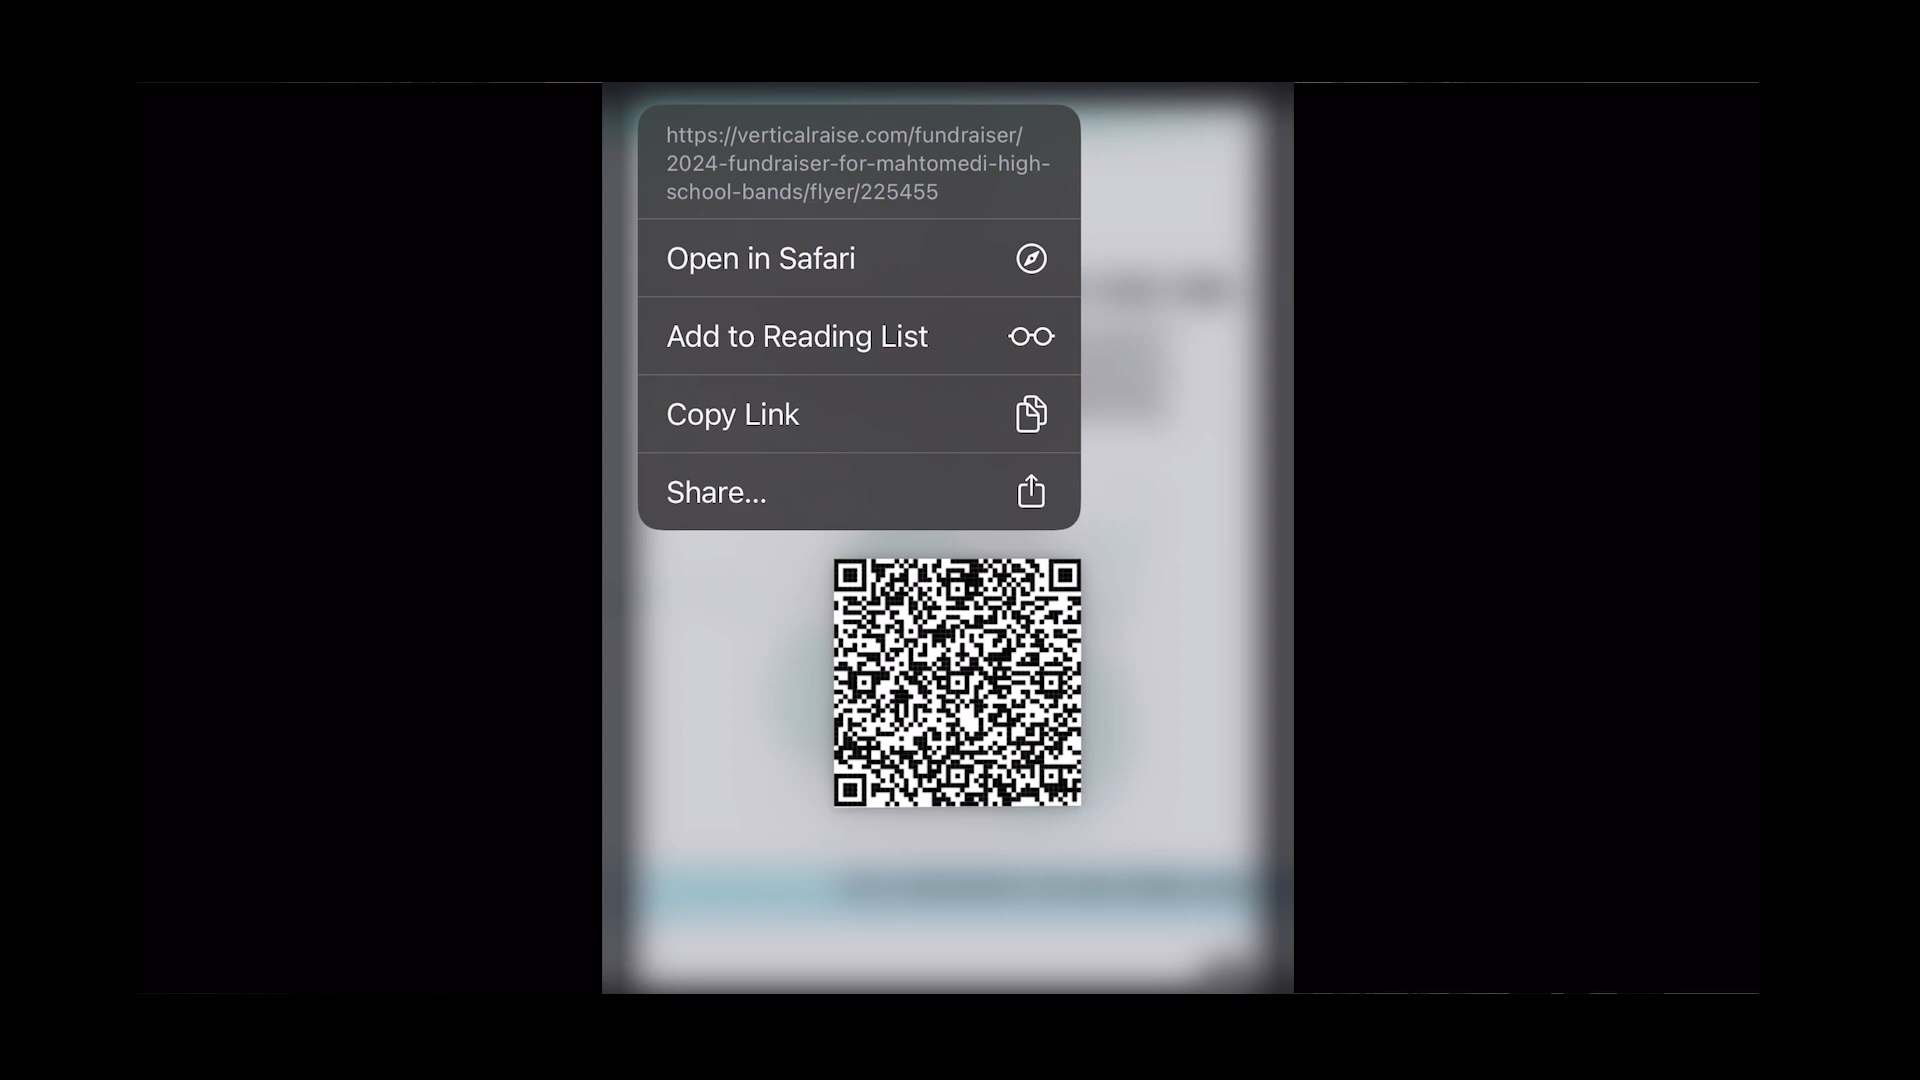 https://verticalraise.com/fundraiser/
2024-fundraiser-for-mahtomedi-high-
school-bands/flyer/225455
Open in Safari
Add to Reading List
Copy Link
Share...